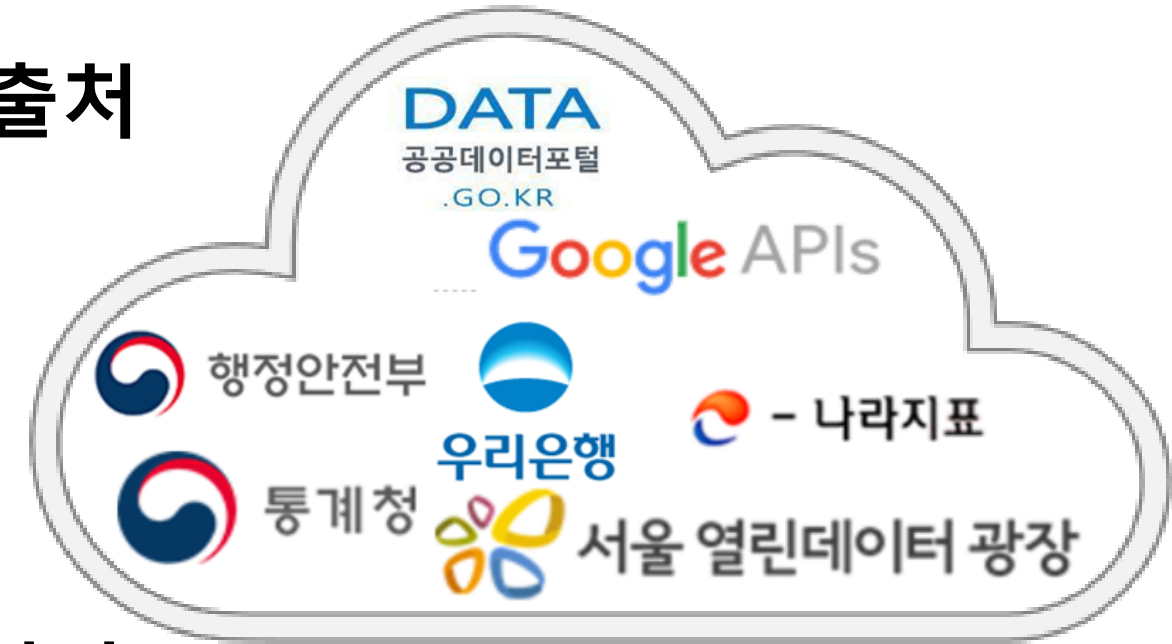 출처
DATA
공공데이터포털
.GO.KR
Google APIs
행정안전부
우리은행
- 나라지표
통계청
서울 열린데이터 광장